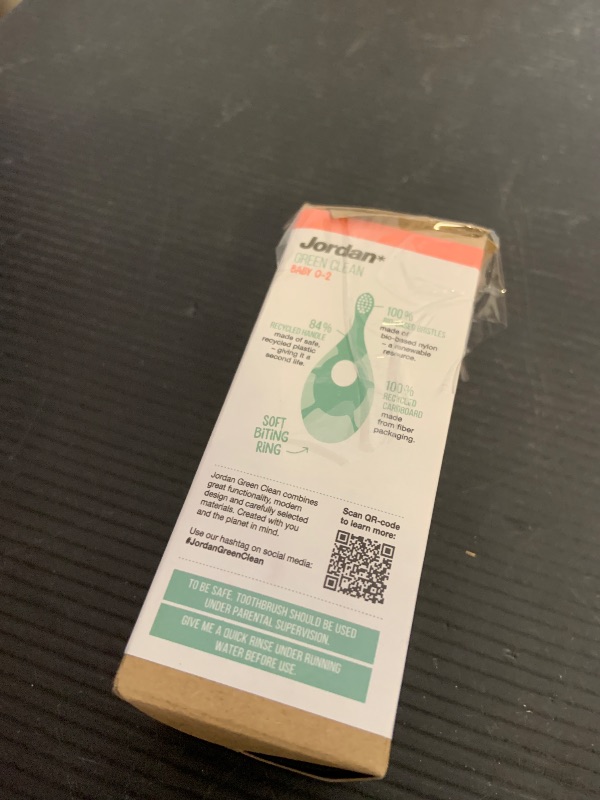 Jordan*
GREEN CLEAN
BABY 0-2
84%
RECYCLED HANDLE
made of safe,
recycled plastic
– giving it a
second life.
100%
BRISTLES
made of
bio-based nylon
– a renewable
resource.
100%
RECYCLED
CARDBOARD
made
from fiber
packaging.
SOFT
BITING
RING
Jordan Green Clean combines
great functionality, modern
design and carefully selected
materials. Created with you
and the planet in mind.
Use our hashtag on social media:
#JordanGreenClean
Scan QR-code
to learn more:
TO BE SAFE, TOOTHBRUSH SHOULD BE USED
UNDER PARENTAL SUPERVISION.
GIVE ME A QUICK RINSE UNDER RUNNING
WATER BEFORE USE.